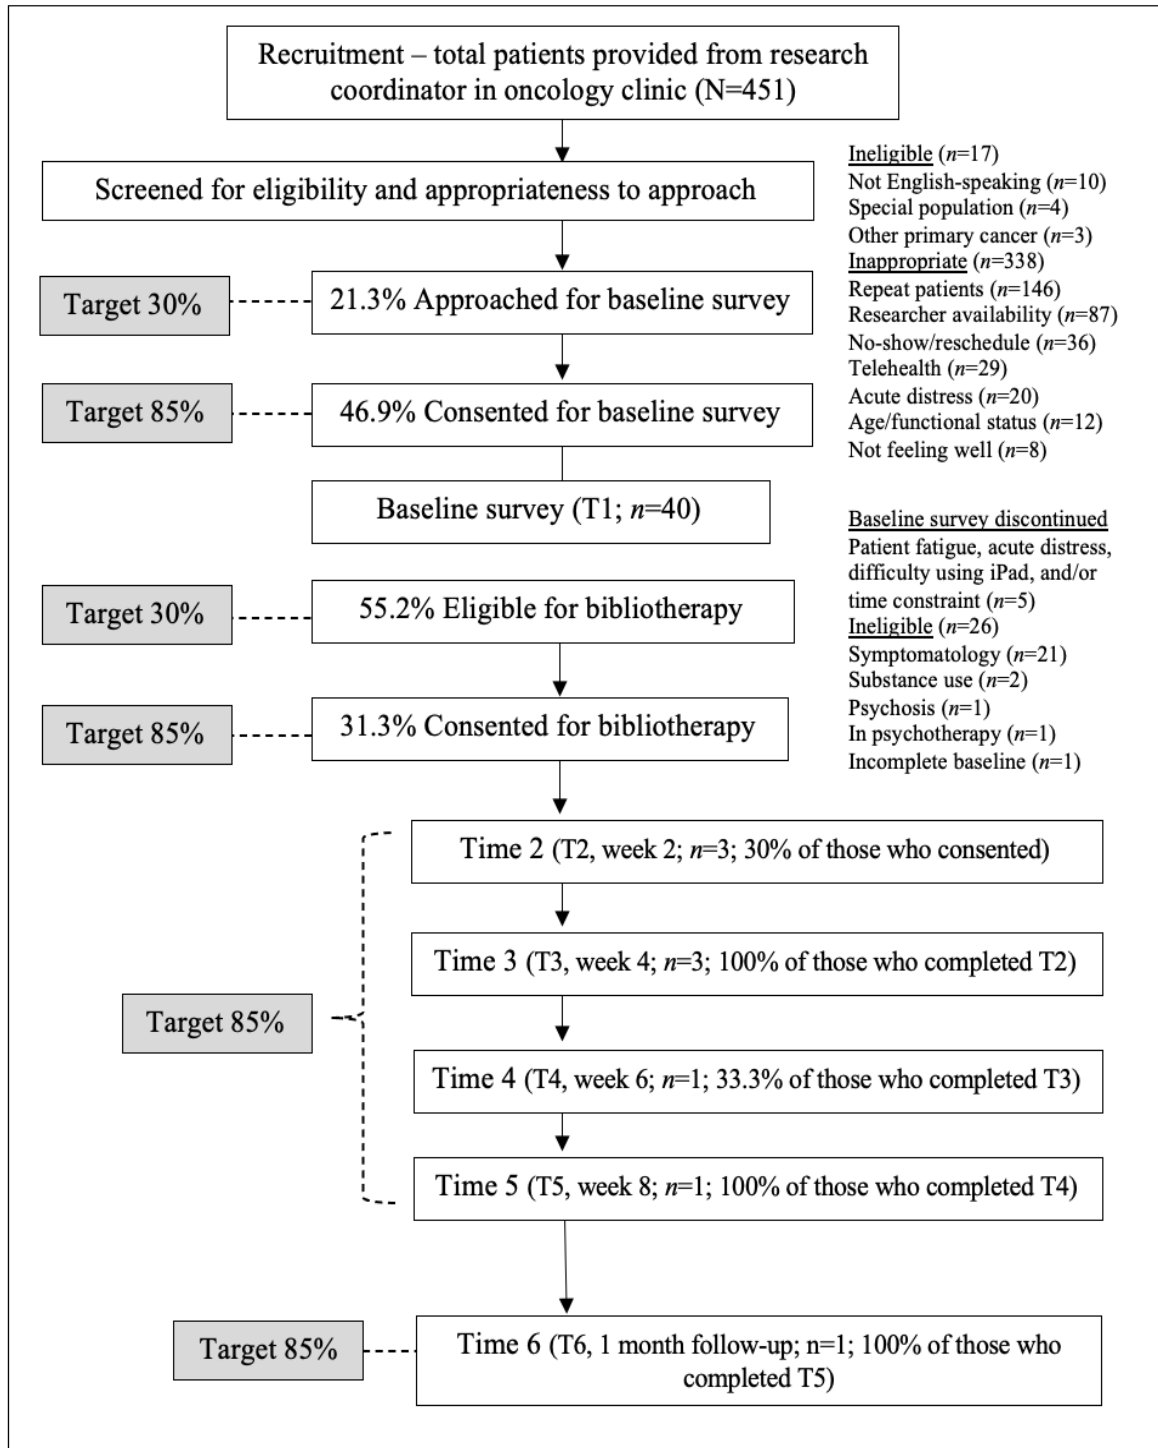 Recruitment – total patients provided from research
coordinator in oncology clinic (N=451)
Screened for eligibility and appropriateness to approach
Ineligible (n=17)
Not English-speaking (n=10)
Special population (n=4)
Other primary cancer (n=3)
Inappropriate (n=338)
Repeat patients (n=146)
Researcher availability (n=87)
No-show/reschedule (n=36)
Telehealth (n=29)
Acute distress (n=20)
Age/functional status (n=12)
Not feeling well (n=8)
Target 30%
21.3% Approached for baseline survey
Target 85%
46.9% Consented for baseline survey
Baseline survey (T1; n=40)
Baseline survey discontinued
Patient fatigue, acute distress,
difficulty using iPad, and/or
time constraint (n=5)
Ineligible (n=26)
Symptomatology (n=21)
Substance use (n=2)
Psychosis (n=1)
In psychotherapy (n=1)
Incomplete baseline (n=1)
Target 30%
55.2% Eligible for bibliotherapy
Target 85%
31.3% Consented for bibliotherapy
Time 2 (T2, week 2; n=3; 30% of those who consented)
Time 3 (T3, week 4; n=3; 100% of those who completed T2)
Target 85%
Time 4 (T4, week 6; n=1; 33.3% of those who completed T3)
Time 5 (T5, week 8; n=1; 100% of those who completed T4)
Target 85%
Time 6 (T6, 1 month follow-up; n=1; 100% of those who
completed T5)